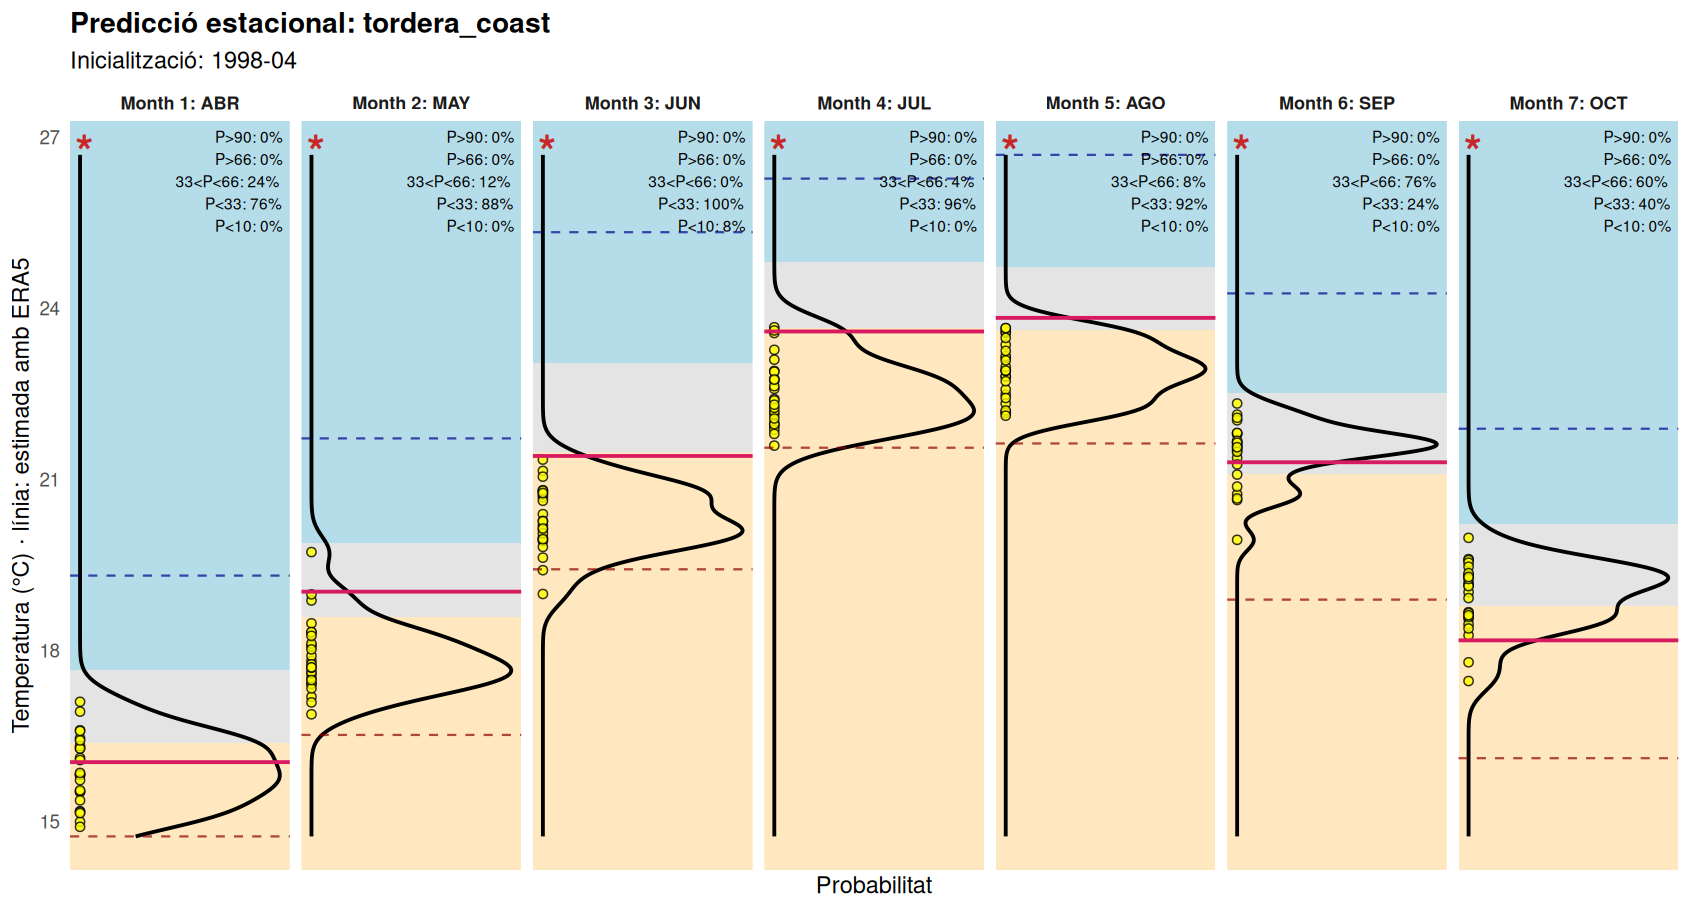 Predicció estacional: tordera_coast
Inicialització: 1998-04
Month 1: ABR
Month 2: MAY
Month 3: JUN
Month 4: JUL
Month 5: AGO
Month 6: SEP
Month 7: OCT
Temperatura (°C) · línia: estimada amb ERA5
27
24
21
18
15
*
P>90: 0%
P>66: 0%
33<P<66: 24%
P<33: 76%
P<10: 0%
*
P>90: 0%
P>66: 0%
33<P<66: 12%
P<33: 88%
P<10: 0%
*
P>90: 0%
P>66: 0%
33<P<66: 0%
P<33: 100%
P<10: 8%
*
P>90: 0%
P>66: 0%
33<P<66: 4%
P<33: 96%
P<10: 0%
*
P>90: 0%
P>66: 0%
33<P<66: 8%
P<33: 92%
P<10: 0%
*
P>90: 0%
P>66: 0%
33<P<66: 76%
P<33: 24%
P<10: 0%
*
P>90: 0%
P>66: 0%
33<P<66: 60%
P<33: 40%
P<10: 0%
Probabilitat